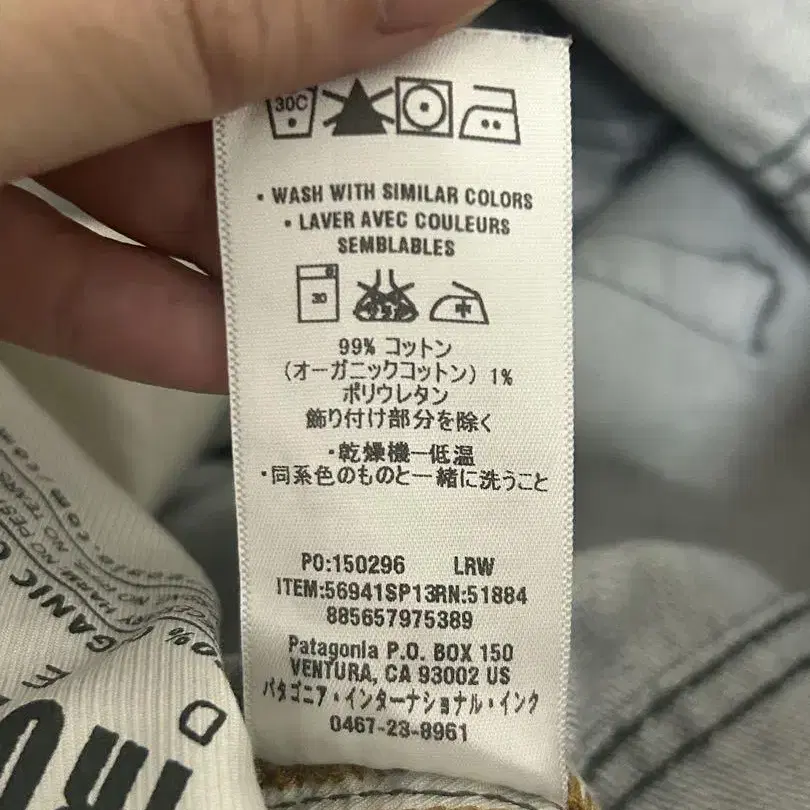 30C
• WASH WITH SIMILAR COLORS
• LAVER AVEC COULEURS
SEMBLABLES
30
中
99% コットン
(オーガニックコットン) 1%
ポリウレタン
飾り付け部分を除く
・乾燥機ー低温
・同系色のものと一緒に洗うこと
PO:150296 LRW
ITEM:56941SP13RN:51884
885657975389
Patagonia P.O. BOX 150
VENTURA, CA 93002 US
パタゴニア・インターナショナル・インク
0467-23-8961